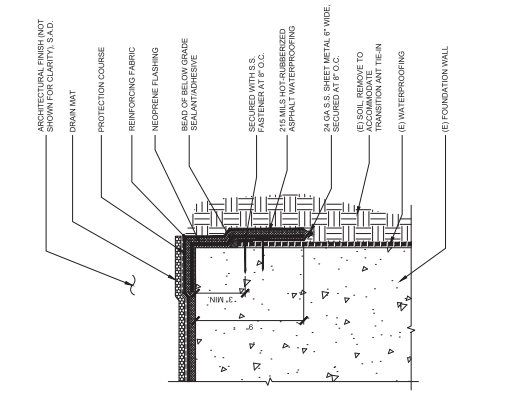 ARCHITECTURAL FINISH (NOT
SHOWN FOR CLARITY), S.A.D.
DRAIN MAT
PROTECTION COURSE
REINFORCING FABRIC
NEOPRENE FLASHING
BEAD OF BELOW GRADE
SEALANT/ADHESIVE
SECURED WITH S.S.
FASTENER AT 8" O.C.
215 MILS HOT-RUBBERIZED
ASPHALT WATERPROOFING
24 GA S.S. SHEET METAL 6" WIDE,
SECURED AT 8" O.C.
(E) SOIL, REMOVE TO
ACCOMMODATE
TRANSITION ANT TIE-IN
(E) WATERPROOFING
(E) FOUNDATION WALL
3" MIN.
9"